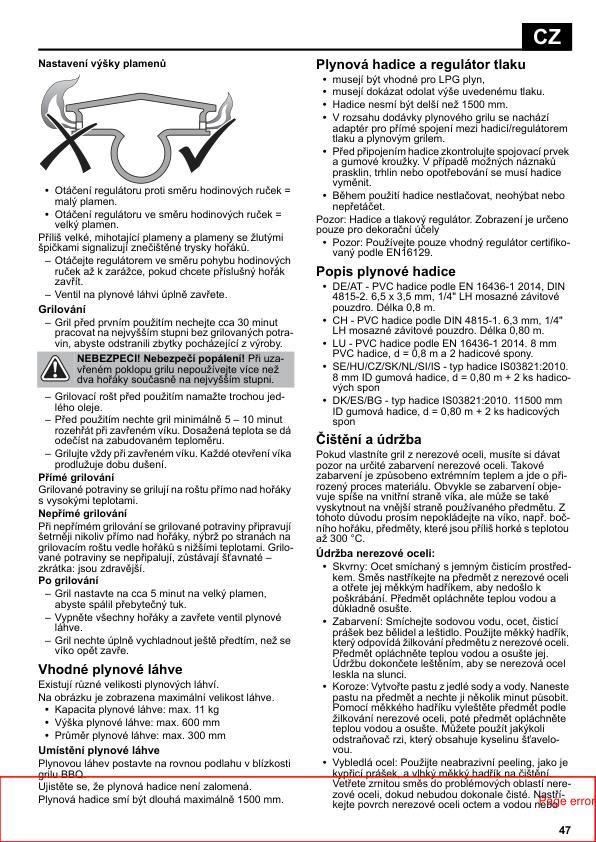 CZ
Nastavení výšky plamenů
• Otáčení regulátoru proti směru hodinových ruček =
malý plamen.
• Otáčení regulátoru ve směru hodinových ruček =
velký plamen.
Příliš velké, mihotající plameny a plameny se žlutými
špičkami signalizují znečištěné trysky hořáků.
– Otáčejte regulátorem ve smyslu pohybu hodinových
ruček až k zarážce, pokud chcete příslušný hořák
zavřít.
– Ventil na plynové láhvi úplně zavřete.
Grilování
– Gril před prvním použitím nechejte cca 30 minut
pracovat na nejvyšším stupni bez grilovaných potra-
vin, abyste odstranili zbytky pocházející z výroby.
NEBEZPEČÍ! Nebezpečí popálení! Při uza-
vřeném poklopu grilu nepoužívejte více než
dva hořáky současně na nejvyšším stupni.
– Grilovací rošt před použitím namažte trochou jed-
lého oleje.
– Před použitím nechte gril minimálně 5 – 10 minut
rozehřát při zavřeném víku. Dosažená teplota se dá
odečíst na zabudovaném teploměru.
– Grilujte vždy při zavřeném víku. Každé otevření víka
prodlužuje dobu dušení.
Přímé grilování
Grilované potraviny se grilují na roštu přímo nad hořáky
s vysokými teplotami.
Nepřímé grilování
Při nepřímém grilování se grilované potraviny připravují
šetrněji nikoliv přímo nad hořáky, nýbrž po stranách na
grilovacím roštu vedle hořáků s nižšími teplotami. Grilo-
vané potraviny se nepřipalují, zůstávají šťavnaté –
zkrátka: jsou zdravější.
Po grilování
– Gril nastavte na cca 5 minut na velký plamen,
abyste spálil přebytečný tuk.
– Vypněte všechny hořáky a zavřete ventil plynové
láhve.
– Gril nechte úplně vychladnout ještě předtím, než se
víko opět zavře.
Vhodné plynové láhve
Existují různé velikosti plynových láhví.
Na obrázku je zobrazena maximální velikost láhve.
• Kapacita plynové láhve: max. 11 kg
• Výška plynové láhve: max. 600 mm
• Průměr plynové láhve: max. 300 mm
Umístění plynové láhve
Plynovou láhev postavte na rovnou podlahu v blízkosti
grilu BBQ.
Ujistěte se, že plynová hadice není zalomená.
Plynová hadice smí být dlouhá maximálně 1500 mm.
Plynová hadice a regulátor tlaku
• musejí být vhodné pro LPG plyn,
• musejí dokázat odolat výše uvedenému tlaku.
• Hadice nesmí být delší než 1500 mm.
• V rozsahu dodávky plynového grilu se nachází
adaptér pro přímé spojení mezi hadicí/regulátorem
tlaku a plynovým grilem.
• Před připojením hadice zkontrolujte spojovací prvek
a gumové kroužky. V případě možných náznaků
prasklin, trhlin nebo opotřebování se musí hadice
vyměnit.
• Během použití hadice nestlačovat, neohýbat nebo
nepřetáčet.
Pozor: Hadice a tlakový regulátor. Zobrazení je určeno
pouze pro dekorační účely
• Pozor: Používejte pouze vhodný regulátor certifiko-
vaný podle EN16129.
Popis plynové hadice
• DE/AT - PVC hadice podle EN 16436-1 2014, DIN
4815-2. 6,5 x 3,5 mm, 1/4" LH mosazné závitové
pouzdro. Délka 0,8 m.
• CH - PVC hadice podle DIN 4815-1. 6,3 mm, 1/4"
LH mosazné závitové pouzdro. Délka 0,80 m.
• LU - PVC hadice podle EN 16436-1 2014. 8 mm
PVC hadice, d = 0,8 m a 2 hadicové spony.
• SE/HU/CZ/SK/NL/SI/IS - typ hadice IS03821:2010.
8 mm ID gumová hadice, d = 0,80 m + 2 ks hadico-
vých spon
• DK/ES/BG - typ hadice IS03821:2010. 11500 mm
ID gumová hadice, d = 0,80 m + 2 ks hadicových
spon
Čištění a údržba
Pokud vlastníte gril z nerezové oceli, musíte si dávat
pozor na určité zabarvení nerezové oceli. Takové
zabarvení je způsobeno extrémním teplem a jde o při-
rozený proces materiálu. Obvykle se zabarvení obje-
vuje spíše na vnitřní straně víka, ale může se také
vyskytnout na vnější straně používaného předmětu. Z
tohoto důvodu prosím nepokládejte na víko, např. boč-
ního hořáku, předměty, které jsou příliš horké s teplotou
až 300 °C.
Údržba nerezové oceli:
• Skvrny: Ocet smíchaný s jemným čisticím prostřed-
kem. Směs nastříkejte na předmět z nerezové oceli
a otřete jej měkkým hadříkem, aby nedošlo k
poškrábání. Předmět opláchněte teplou vodou a
důkladně osušte.
• Zabarvení: Smíchejte sodovou vodu, ocet, čisticí
prášek bez bělidel a leštidlo. Použijte měkký hadřík,
který odpovídá žilkování předmětu z nerezové oceli.
Předmět opláchněte teplou vodou a osušte jej.
Údržbu dokončete leštěním, aby se nerezová ocel
leskla na slunci.
• Koroze: Vytvořte pastu z jedlé sody a vody. Naneste
pastu na předmět a nechte ji několik minut působit.
Pomocí měkkého hadříku vyleštěte předmět podle
žilkování nerezové oceli, poté předmět opláchněte
teplou vodou a osušte. Můžete použít jakýkoli
odstraňovač rzi, který obsahuje kyselinu šťavelo-
vou.
• Vybledlá ocel: Použijte neabrazivní peeling, jako je
kypřicí prášek, a vlhký měkký hadřík na čištění.
Vetřete zrnitou směs do problémových oblastí nere-
zové oceli, dokud nebudou dokonale čisté. Nastří-
kejte povrch nerezové oceli octem a vodou nebo
Page error
47